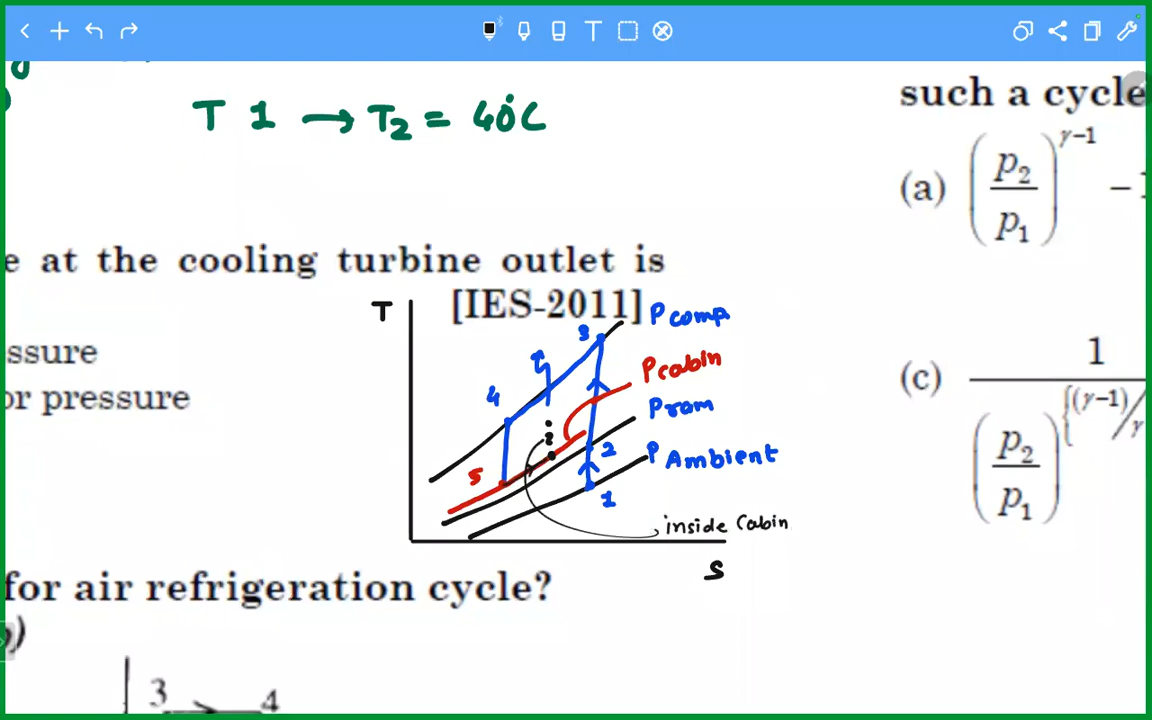 T 1 → T₂ = 40°C
such a cycle
(a) (p₂/p₁)^γ−1 −
e at the cooling turbine outlet is
[IES-2011]
T
P comp
3
ssure
P cabin
(c) 1 / (p₂/p₁)^{(γ−1)/γ
4
or pressure
P ram
i
2
P Ambient
5
1
inside Cabin
S
for air refrigeration cycle?
3 4